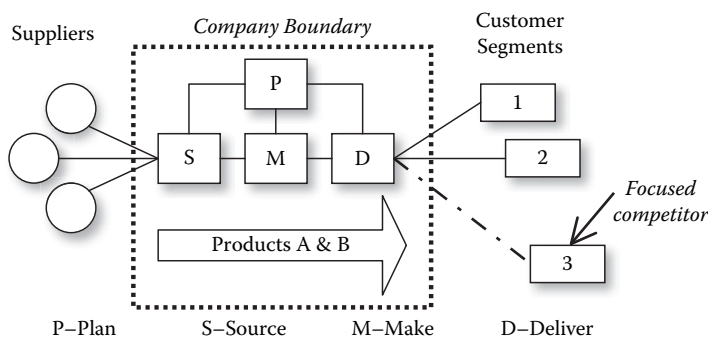 Suppliers
Company Boundary
Customer
Segments
P
1
S
M
D
2
Focused
competitor
Products A & B
3
P–Plan
S–Source
M–Make
D–Deliver